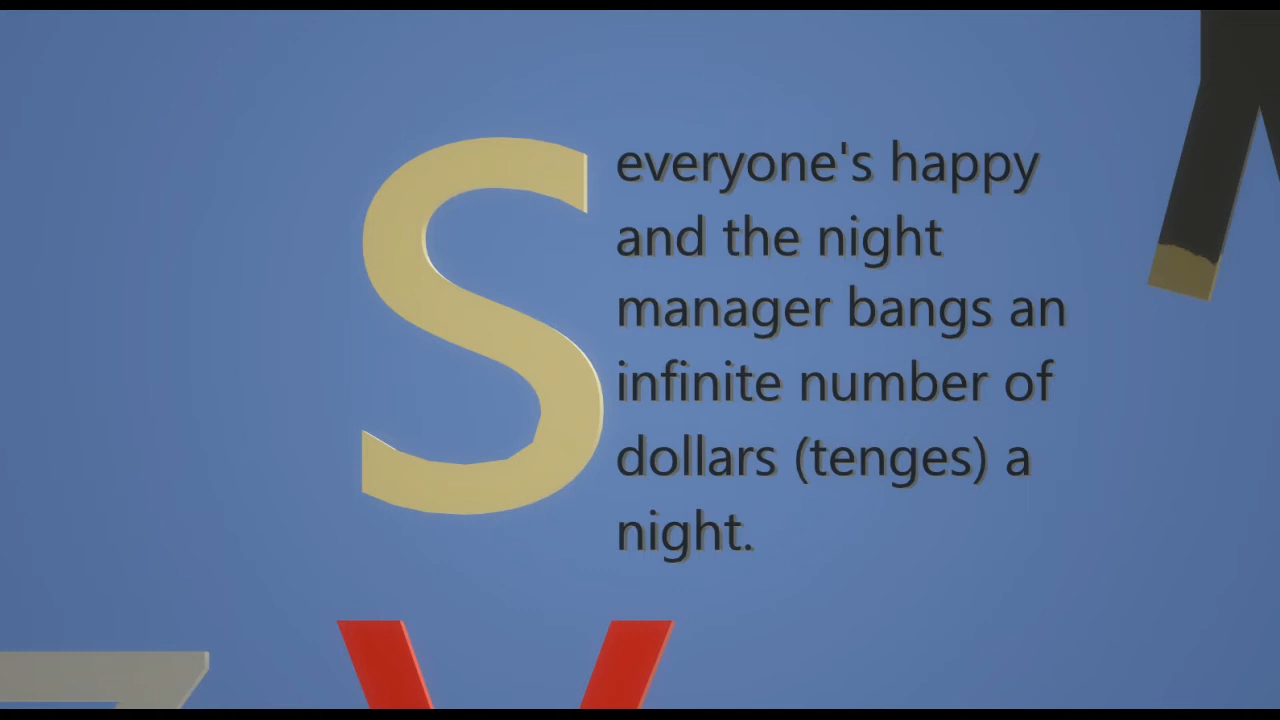 S
everyone's happy
and the night
manager bangs an
infinite number of
dollars (tenges) a
night.